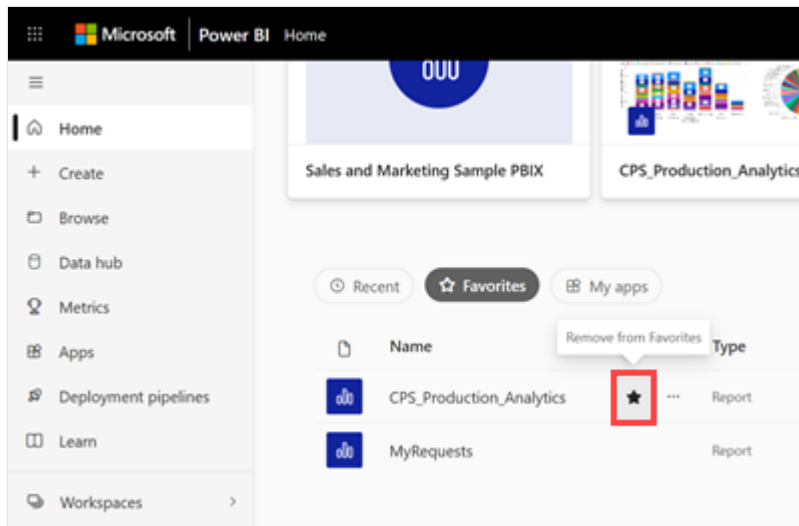 Microsoft Power BI Home
Home
Create
Browse
Data hub
Metrics
Apps
Deployment pipelines
Learn
Workspaces
Sales and Marketing Sample PBIX
CPS_Production_Analytics
Recent Favorites My apps
Remove from Favorites
Name Type
CPS_Production_Analytics Report
MyRequests Report